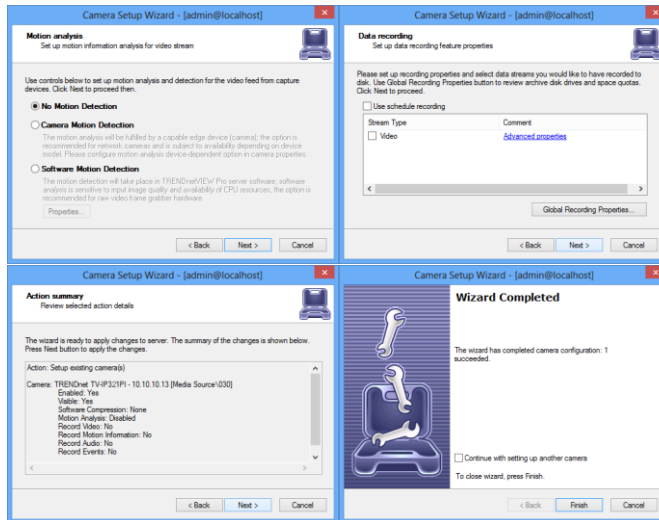 Camera Setup Wizard - [admin@localhost]
Motion analysis
Set up motion information analysis for video stream
Use controls below to set up motion analysis and detection for the video feed from capture
devices. Click Next to proceed then.
No Motion Detection
Camera Motion Detection
The motion analysis will be fulfilled by a capable edge device (camera); the option is
recommended for network cameras and is subject to availability depending on device
model. Please configure motion analysis device-dependent option in camera properties.
Software Motion Detection
The motion detection will take place in TRENDnetVIEW Pro server software; software
analysis is sensitive to input image quality and availability of CPU resources, the option is
recommended for raw video frame grabber hardware.
Properties...
< Back
Next >
Cancel
Camera Setup Wizard - [admin@localhost]
Data recording
Set up data recording feature properties
Please set up recording properties and select data streams you would like to have recorded to
disk. Use Global Recording Properties button to review archive disk drives and space quotas.
Click Next to proceed.
Use schedule recording
Stream Type Comment
Video Advanced properties
Global Recording Properties...
< Back
Next >
Cancel
Camera Setup Wizard - [admin@localhost]
Action summary
Review selected action details
The wizard is ready to apply changes to server. The summary of the changes is shown below.
Press Next button to apply the changes.
Action: Setup existing camera(s)
Camera: TRENDnet TV-IP321PI - 10.10.10.13 [Media Source\030]
Enabled: Yes
Visible: Yes
Software Compression: None
Motion Analysis: Disabled
Record Video: No
Record Motion Information: No
Record Audio: No
Record Events: No
< Back
Next >
Cancel
Camera Setup Wizard - [admin@localhost]
Wizard Completed
The wizard has completed camera configuration: 1
succeeded.
Continue with setting up another camera
To close wizard, press Finish.
< Back
Finish
Cancel